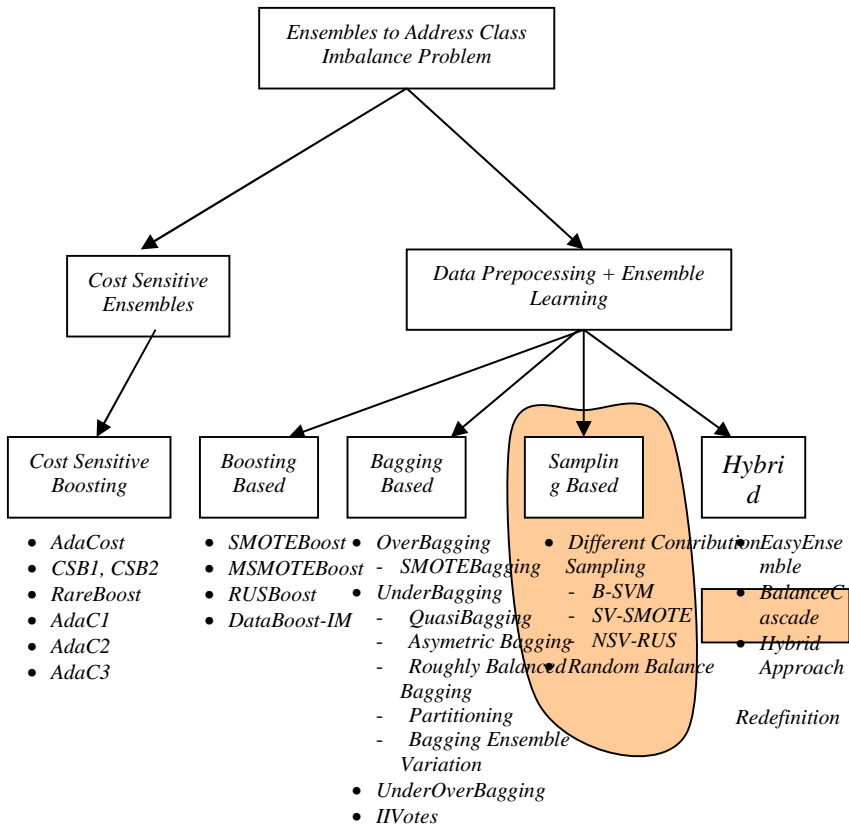 Ensembles to Address Class
Imbalance Problem
Cost Sensitive
Ensembles
Data Prepocessing + Ensemble
Learning
Cost Sensitive
Boosting
Boosting
Based
Bagging
Based
Samplin
g Based
Hybri
d
• AdaCost
• CSB1, CSB2
• RareBoost
• AdaC1
• AdaC2
• AdaC3
• SMOTEBoost
• MSMOTEBoost
• RUSBoost
• DataBoost-IM
• OverBagging
- SMOTEBagging
• UnderBagging
- QuasiBagging
- Asymetric Bagging
- Roughly Balanced
Bagging
- Partitioning
- Bagging Ensemble
Variation
• UnderOverBagging
• IIVotes
• Different Contribution
Sampling
- B-SVM
- SV-SMOTE
- NSV-RUS
• Random Balance
• EasyEnse
mble
• BalanceC
ascade
• Hybrid
Approach
Redefinition